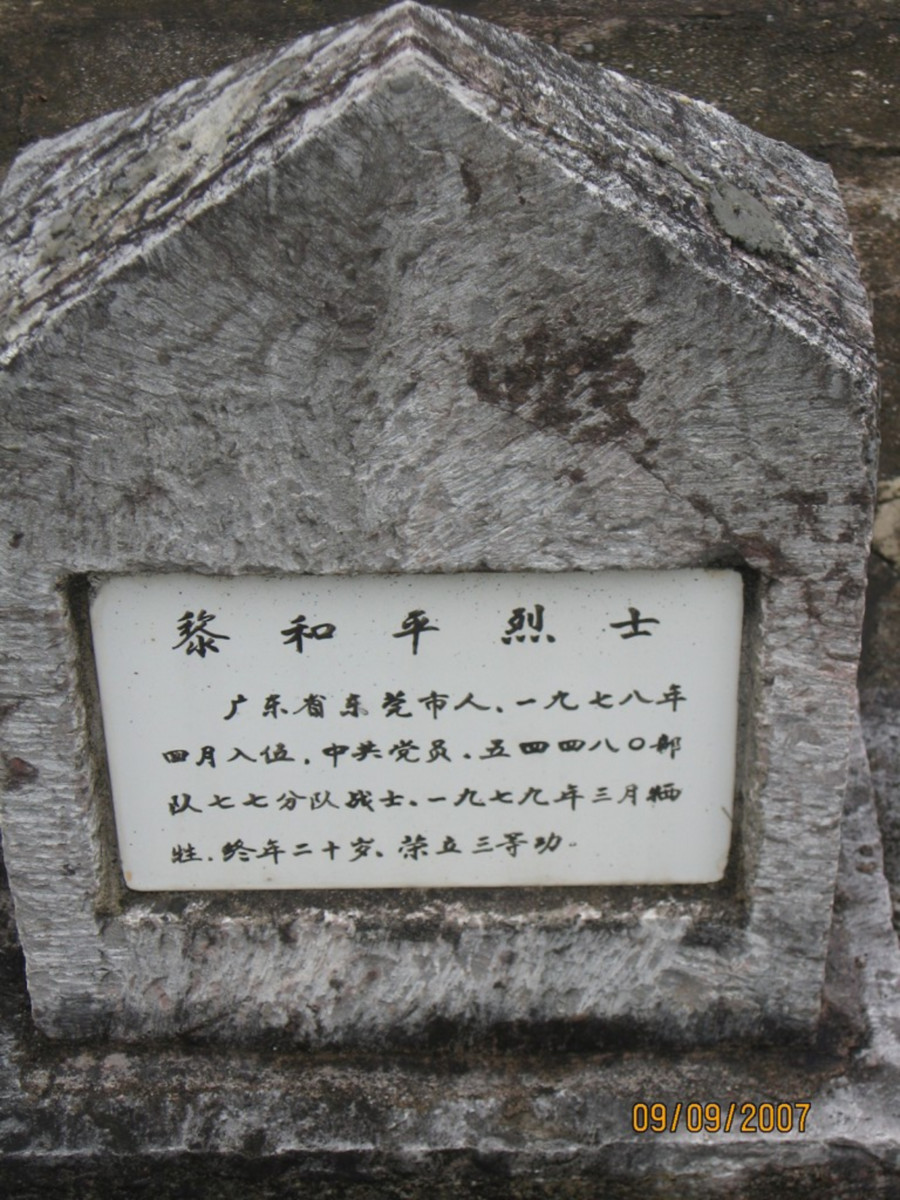 黎和平烈士
广东省东莞市人、一九七八年
四月入伍，中共党员、五四四八〇部
队七七分队战士、一九七九年三月牺
牲，终年二十岁、荣立三等功。
09/09/2007